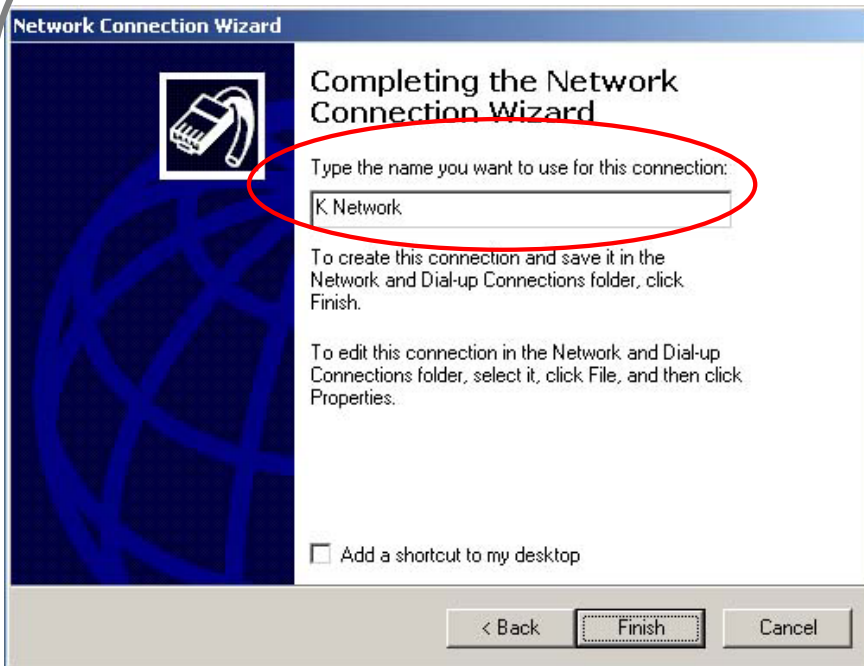 Network Connection Wizard
Completing the Network
Connection Wizard
Type the name you want to use for this connection:
K Network
To create this connection and save it in the
Network and Dial-up Connections folder, click
Finish.
To edit this connection in the Network and Dial-up
Connections folder, select it, click File, and then click
Properties.
Add a shortcut to my desktop
< Back Finish Cancel